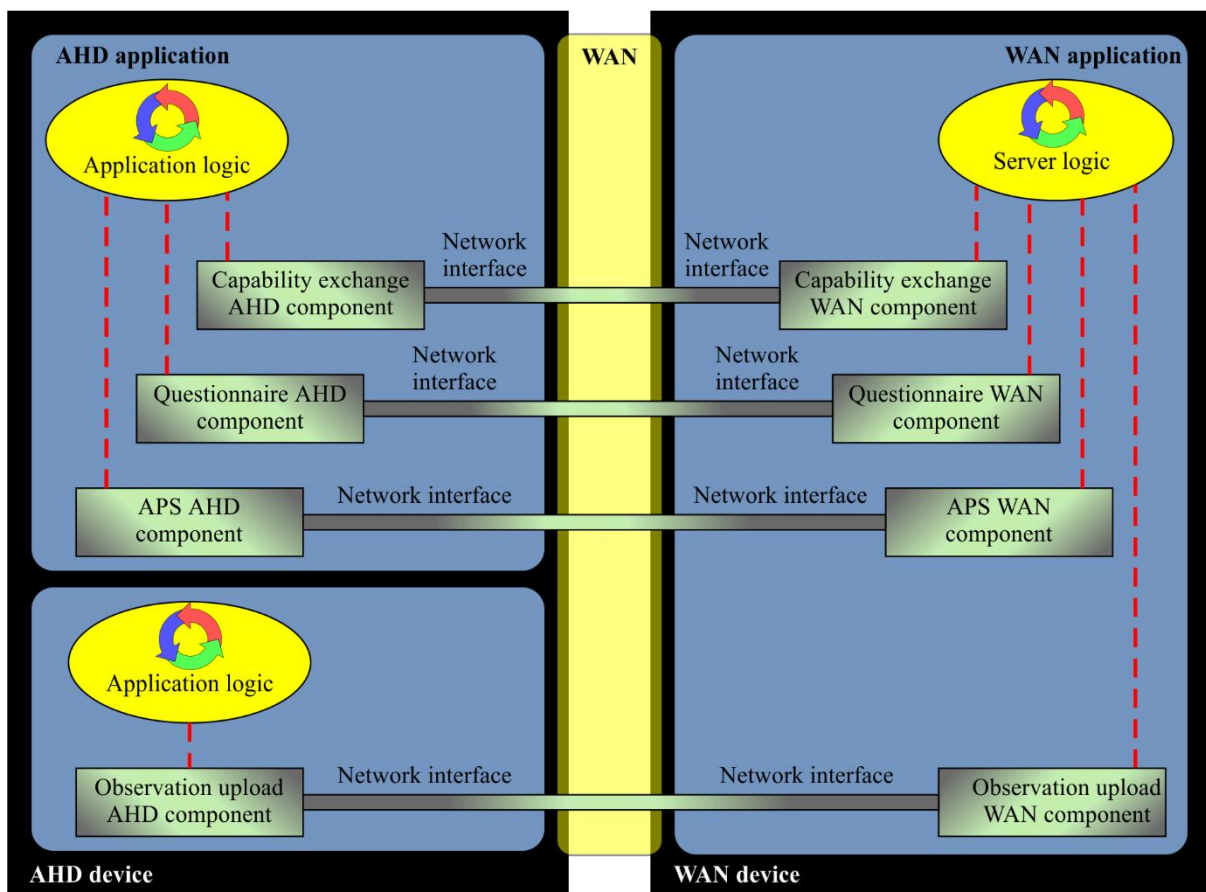 AHD application
WAN
WAN application
Application logic
Server logic
Network
interface
Network
interface
Capability exchange
AHD component
Capability exchange
WAN component
Network
interface
Network
interface
Questionnaire AHD
component
Questionnaire WAN
component
Network interface
Network interface
APS AHD
component
APS WAN
component
Application logic
Network interface
Network interface
Observation upload
AHD component
Observation upload
WAN component
AHD device
WAN device